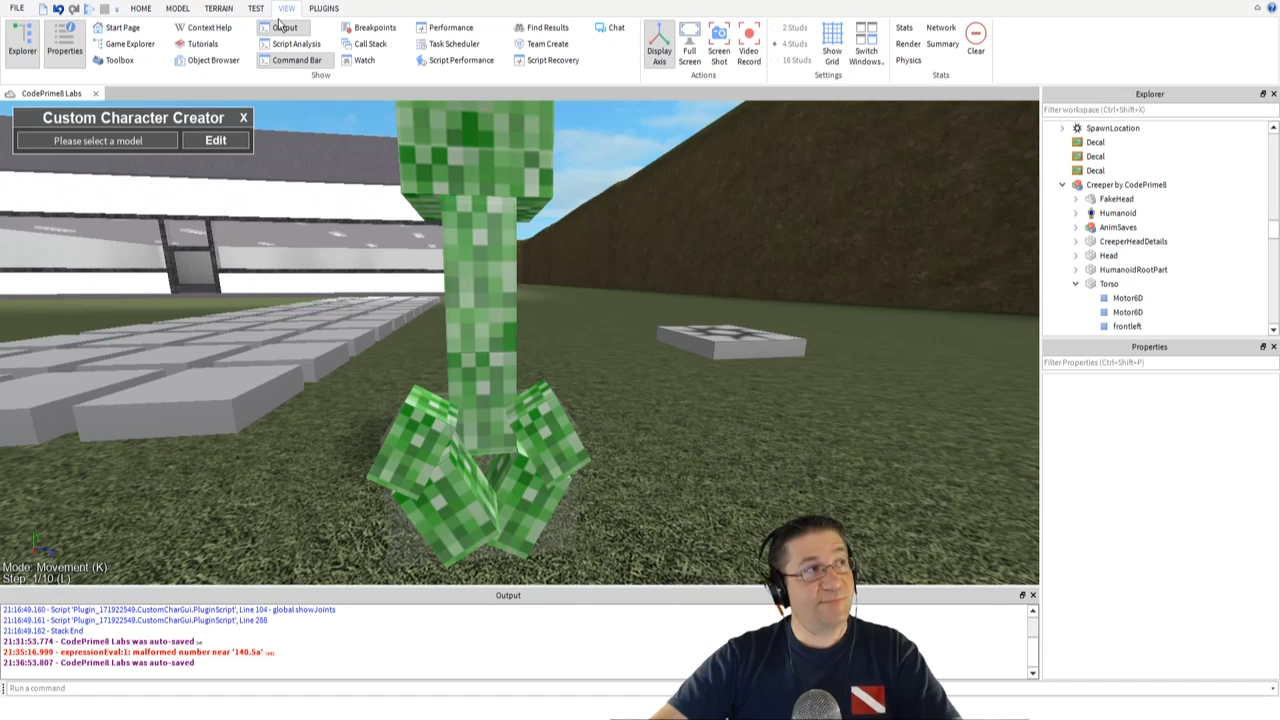 FILE HOME MODEL TERRAIN TEST VIEW PLUGINS
Explorer
Properties
Start Page
Game Explorer
Toolbox
Context Help
Tutorials
Object Browser
Output
Script Analysis
Command Bar
Breakpoints
Call Stack
Watch
Performance
Task Scheduler
Script Performance
Find Results
Team Create
Script Recovery
Chat
Show
Display Axis
Full Screen
Screen Shot
Video Record
Actions
2 Studs
4 Studs
16 Studs
Show Grid
Switch Windows
Settings
Stats Network
Render Summary
Physics
Clear
Stats
CodePrime8 Labs x
Custom Character Creator X
Please select a model Edit
Mode: Movement (K)
Step: 1/10 (L)
Explorer
Filter workspace (Ctrl+Shift+X)
SpawnLocation
Decal
Decal
Decal
Creeper by CodePrime8
FakeHead
Humanoid
AnimSaves
CreeperHeadDetails
Head
HumanoidRootPart
Torso
Motor6D
Motor6D
frontleft
Properties
Filter Properties (Ctrl+Shift+P)
Output
21:16:49.160 - Script 'Plugin_171922549.CustomCharGui.PluginScript', Line 104 - global showJoints
21:16:49.161 - Script 'Plugin_171922549.CustomCharGui.PluginScript', Line 288
21:16:49.162 - Stack End
21:31:53.774 - CodePrime8 Labs was auto-saved
21:35:16.999 - expressionEval:1: malformed number near '140.5a'
21:36:53.807 - CodePrime8 Labs was auto-saved
Run a command